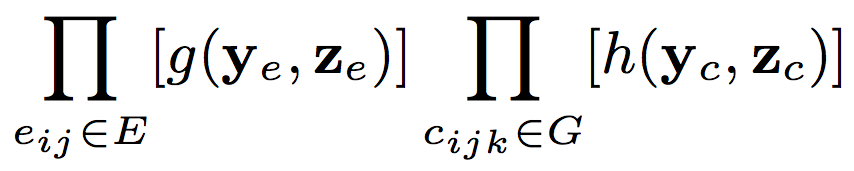 ∏_{e_{ij}∈E} [g(𝐲_e, 𝐳_e)] ∏_{c_{ijk}∈G} [h(𝐲_c, 𝐳_c)]